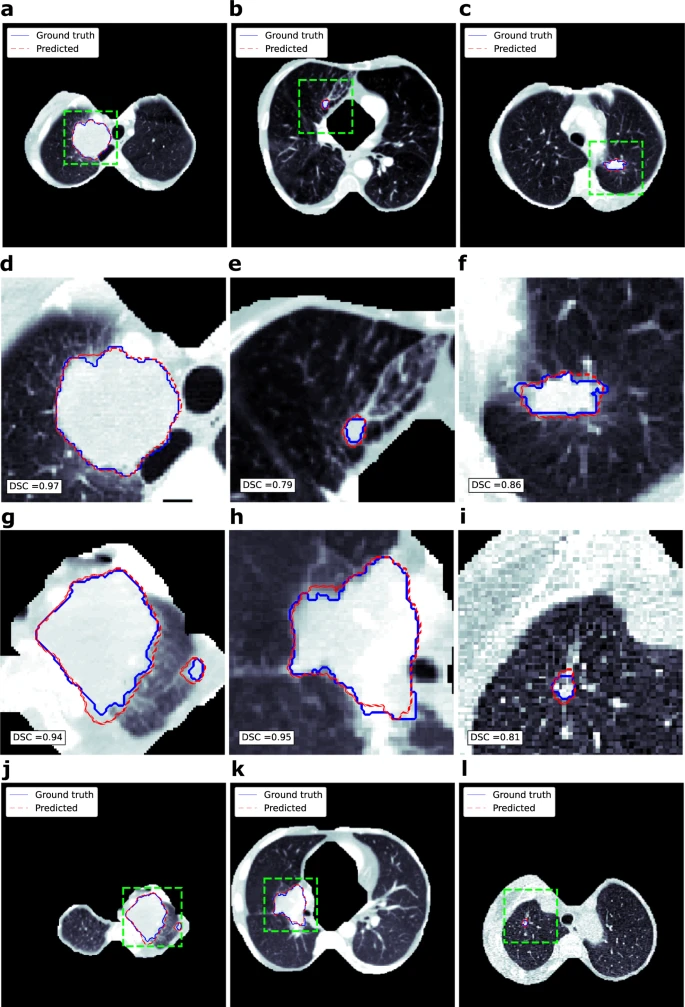 a
b
c
Ground truth
Predicted
Ground truth
Predicted
Ground truth
Predicted
d
e
f
DSC =0.97
DSC =0.79
DSC =0.86
g
h
i
DSC =0.94
DSC =0.95
DSC =0.81
j
k
l
Ground truth
Predicted
Ground truth
Predicted
Ground truth
Predicted